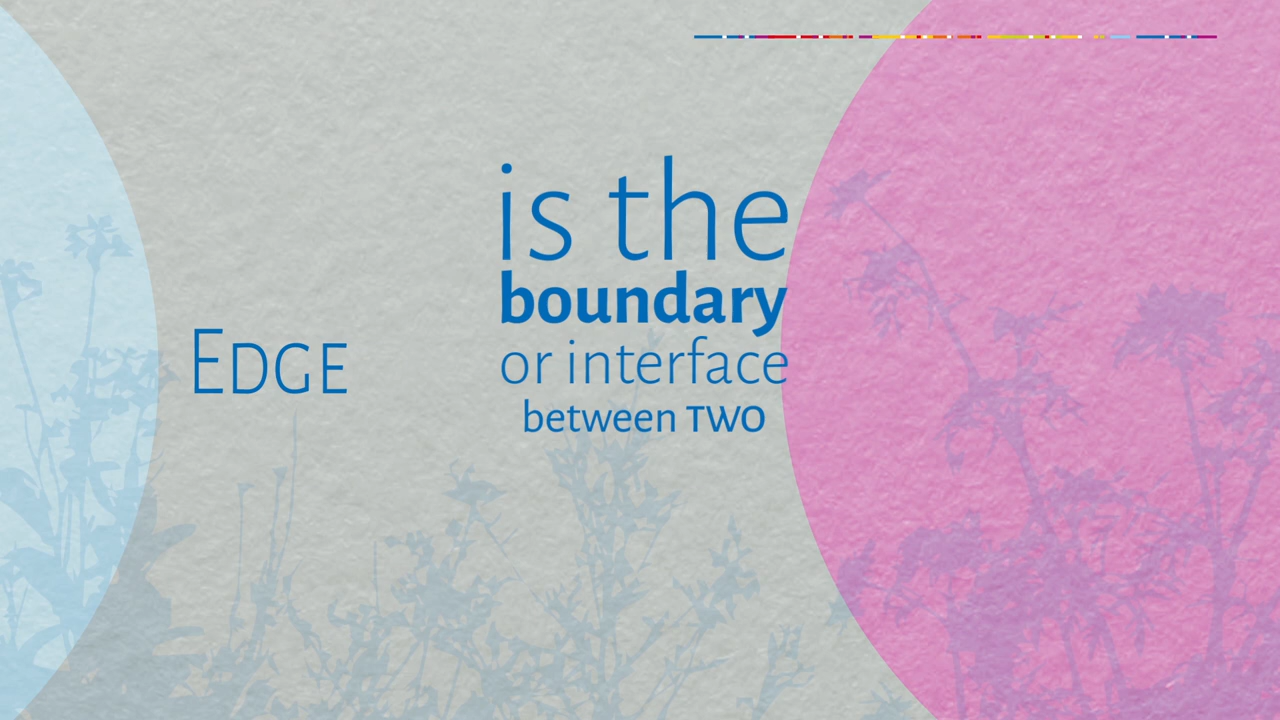 Edge
is the
boundary
or interface
between TWO